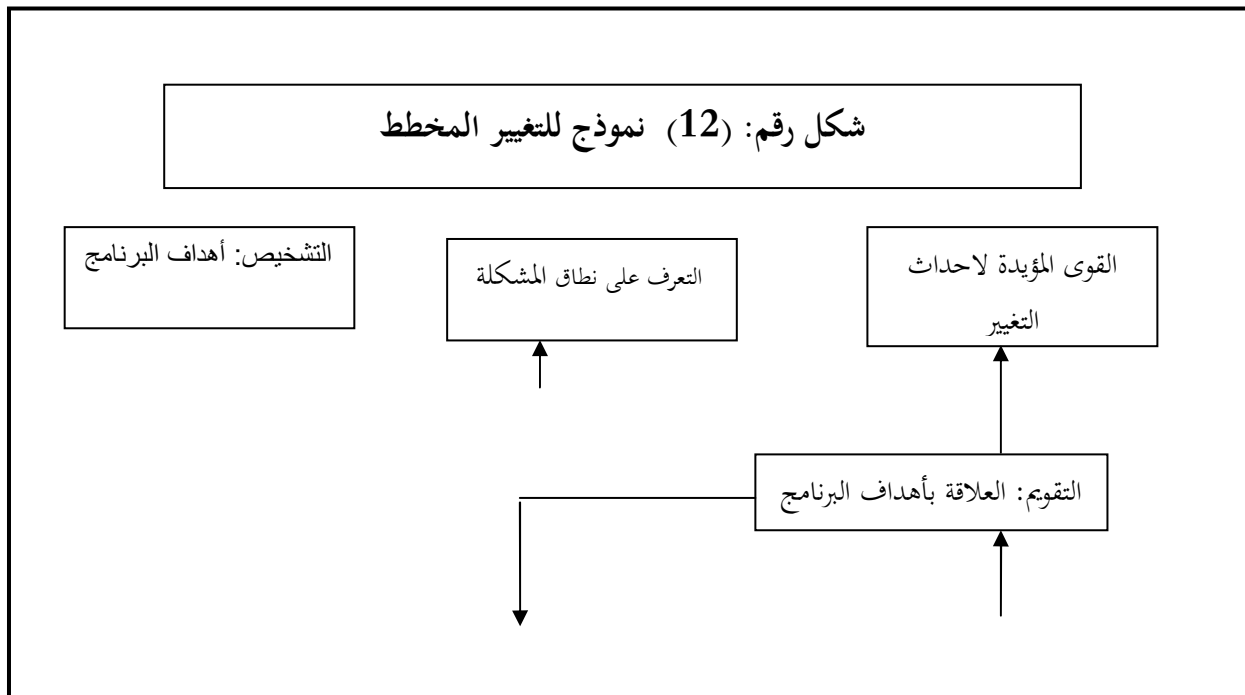 شكل رقم: (12) نموذج للتغيير المخطط
القوى المؤيدة لاحداث
التغيير
التعرف على نطاق المشكلة
التشخيص: أهداف البرنامج
التقويم: العلاقة بأهداف البرنامج